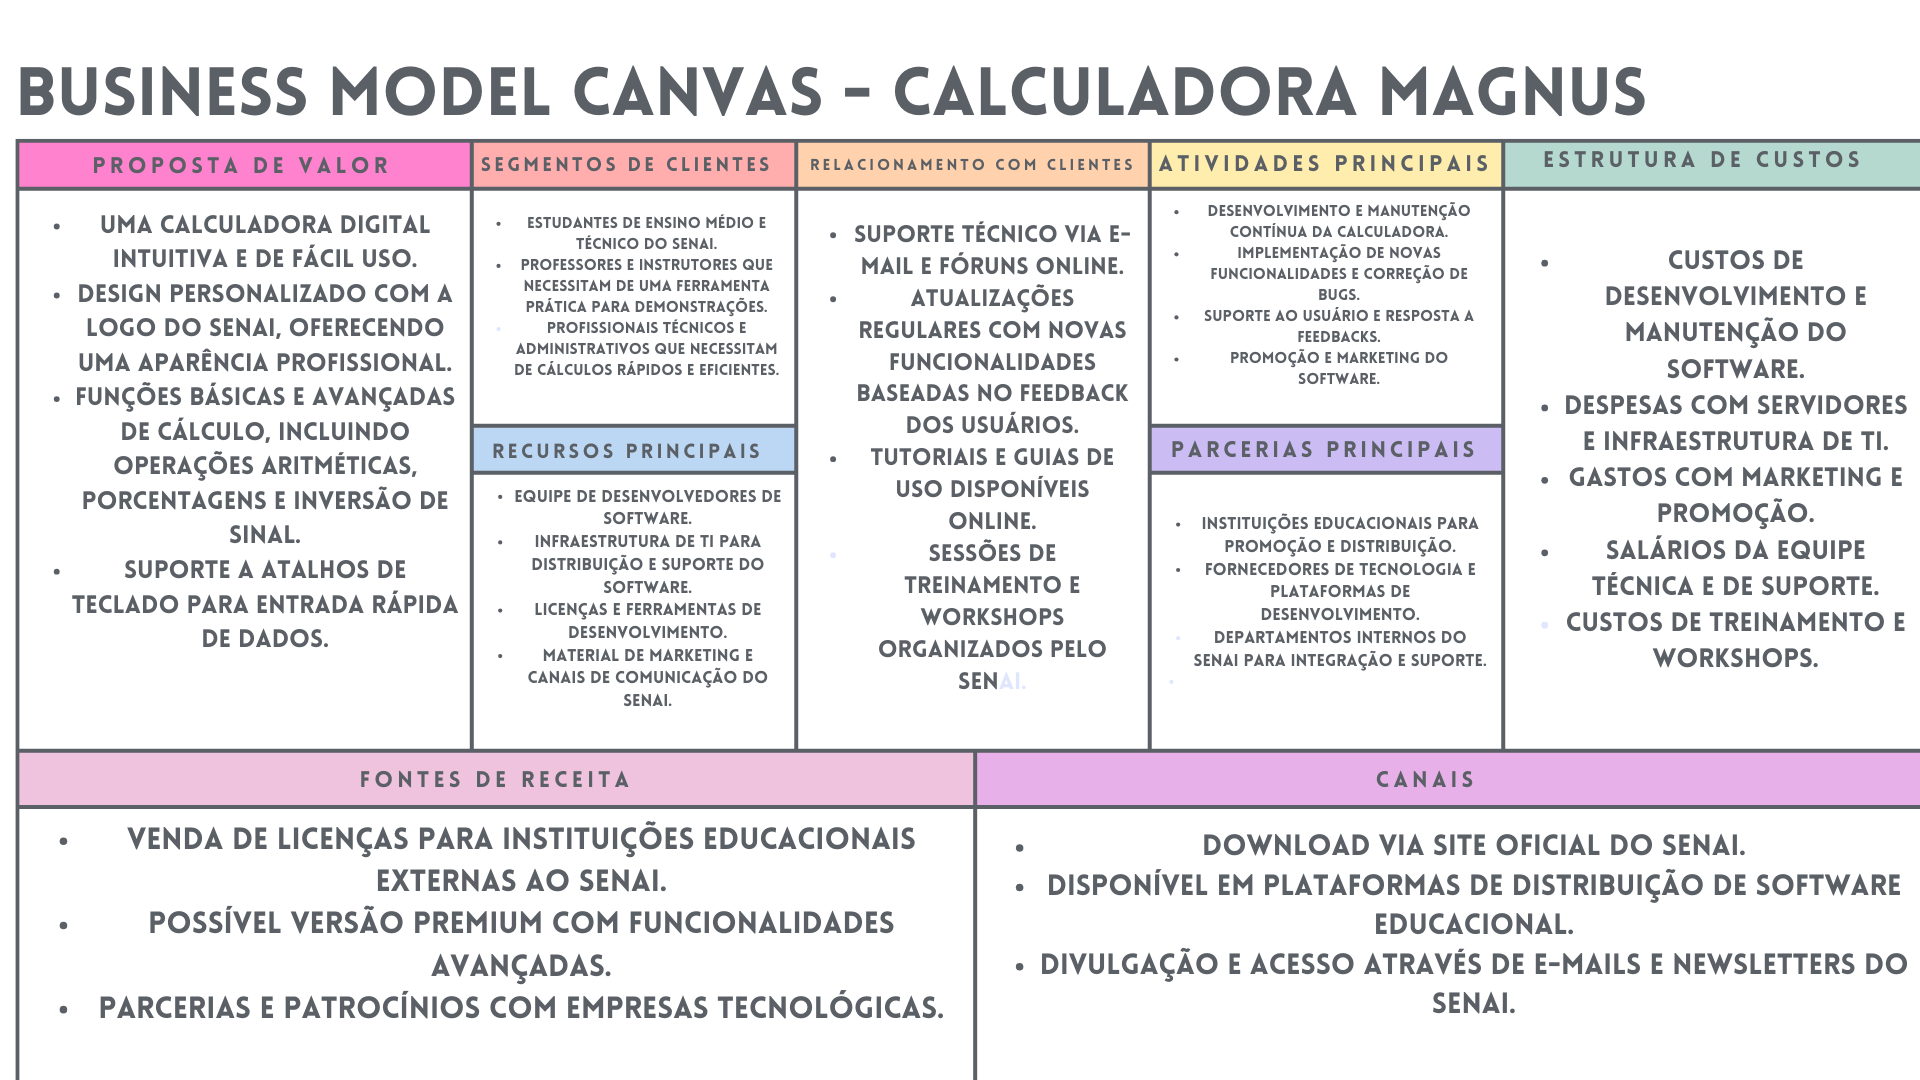 BUSINESS MODEL CANVAS - CALCULADORA MAGNUS
PROPOSTA DE VALOR
• UMA CALCULADORA DIGITAL
INTUITIVA E DE FÁCIL USO.
• DESIGN PERSONALIZADO COM A
LOGO DO SENAI, OFERECENDO
UMA APARÊNCIA PROFISSIONAL.
• FUNÇÕES BÁSICAS E AVANÇADAS
DE CÁLCULO, INCLUINDO
OPERAÇÕES ARITMÉTICAS,
PORCENTAGENS E INVERSÃO DE
SINAL.
• SUPORTE A ATALHOS DE
TECLADO PARA ENTRADA RÁPIDA
DE DADOS.
SEGMENTOS DE CLIENTES
• ESTUDANTES DE ENSINO MÉDIO E
TÉCNICO DO SENAI.
• PROFESSORES E INSTRUTORES QUE
NECESSITAM DE UMA FERRAMENTA
PRÁTICA PARA DEMONSTRAÇÕES.
• PROFISSIONAIS TÉCNICOS E
ADMINISTRATIVOS QUE NECESSITAM
DE CÁLCULOS RÁPIDOS E EFICIENTES.
RECURSOS PRINCIPAIS
• EQUIPE DE DESENVOLVEDORES DE
SOFTWARE.
• INFRAESTRUTURA DE TI PARA
DISTRIBUIÇÃO E SUPORTE DO
SOFTWARE.
• LICENÇAS E FERRAMENTAS DE
DESENVOLVIMENTO.
• MATERIAL DE MARKETING E
CANAIS DE COMUNICAÇÃO DO
SENAI.
RELACIONAMENTO COM CLIENTES
• SUPORTE TÉCNICO VIA E-
MAIL E FÓRUNS ONLINE.
• ATUALIZAÇÕES
REGULARES COM NOVAS
FUNCIONALIDADES
BASEADAS NO FEEDBACK
DOS USUÁRIOS.
• TUTORIAIS E GUIAS DE
USO DISPONÍVEIS
ONLINE.
• SESSÕES DE
TREINAMENTO E
WORKSHOPS
ORGANIZADOS PELO
SENAI.
ATIVIDADES PRINCIPAIS
• DESENVOLVIMENTO E MANUTENÇÃO
CONTÍNUA DA CALCULADORA.
• IMPLEMENTAÇÃO DE NOVAS
FUNCIONALIDADES E CORREÇÃO DE
BUGS.
• SUPORTE AO USUÁRIO E RESPOSTA A
FEEDBACKS.
• PROMOÇÃO E MARKETING DO
SOFTWARE.
PARCERIAS PRINCIPAIS
• INSTITUIÇÕES EDUCACIONAIS PARA
PROMOÇÃO E DISTRIBUIÇÃO.
• FORNECEDORES DE TECNOLOGIA E
PLATAFORMAS DE
DESENVOLVIMENTO.
• DEPARTAMENTOS INTERNOS DO
SENAI PARA INTEGRAÇÃO E SUPORTE.
•
ESTRUTURA DE CUSTOS
• CUSTOS DE
DESENVOLVIMENTO E
MANUTENÇÃO DO
SOFTWARE.
• DESPESAS COM SERVIDORES
E INFRAESTRUTURA DE TI.
• GASTOS COM MARKETING E
PROMOÇÃO.
• SALÁRIOS DA EQUIPE
TÉCNICA E DE SUPORTE.
• CUSTOS DE TREINAMENTO E
WORKSHOPS.
FONTES DE RECEITA
• VENDA DE LICENÇAS PARA INSTITUIÇÕES EDUCACIONAIS
EXTERNAS AO SENAI.
• POSSÍVEL VERSÃO PREMIUM COM FUNCIONALIDADES
AVANÇADAS.
• PARCERIAS E PATROCÍNIOS COM EMPRESAS TECNOLÓGICAS.
CANAIS
• DOWNLOAD VIA SITE OFICIAL DO SENAI.
• DISPONÍVEL EM PLATAFORMAS DE DISTRIBUIÇÃO DE SOFTWARE
EDUCACIONAL.
• DIVULGAÇÃO E ACESSO ATRAVÉS DE E-MAILS E NEWSLETTERS DO
SENAI.